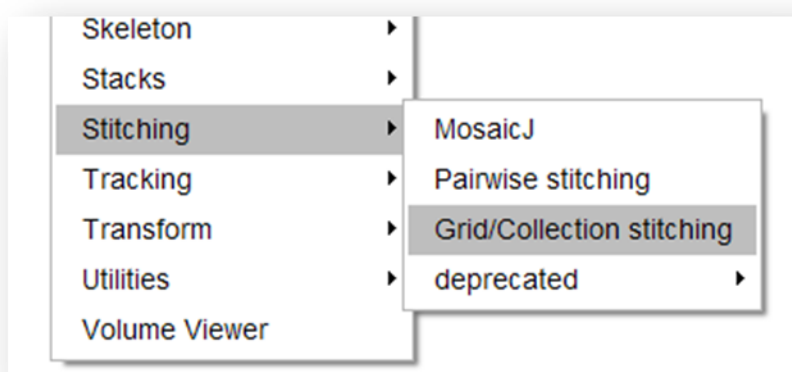 Skeleton
Stacks
Stitching
Tracking
Transform
Utilities
Volume Viewer
MosaicJ
Pairwise stitching
Grid/Collection stitching
deprecated